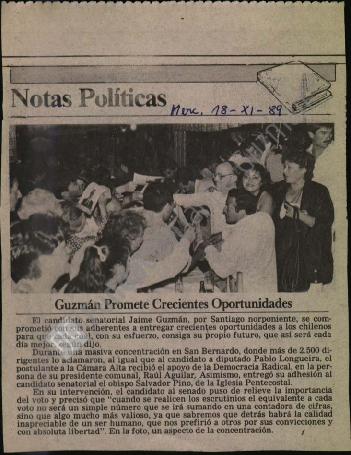 Notas Políticas
Merc. 18-XI-89
Guzmán Promete Crecientes Oportunidades
El candidato senatorial Jaime Guzmán, por Santiago norponiente, se com-
prometió con sus adherentes a entregar crecientes oportunidades a los chilenos
para que cada cual, con su esfuerzo, consiga su propio futuro, que así será cada
día mejor, según dijo.
Durante una masiva concentración en San Bernardo, donde más de 2.500 di-
rigentes lo aclamaron, al igual que al candidato a diputado Pablo Longueira, el
postulante a la Cámara Alta recibió el apoyo de la Democracia Radical, en la per-
sona de su presidente comunal, Raúl Aguilar. Asimismo, entregó su adhesión al
candidato senatorial el obispo Salvador Pino, de la Iglesia Pentecostal.
En su intervención, el candidato al senado puso de relieve la importancia
del voto y precisó que "cuando se realicen los escrutinios el equivalente a cada
voto no será un simple número que se irá sumando en una contadora de cifras,
sino que algo mucho más valioso, ya que sabremos que detrás habrá la calidad
inapreciable de un ser humano, que nos prefirió a otros por sus convicciones y
con absoluta libertad". En la foto, un aspecto de la concentración.